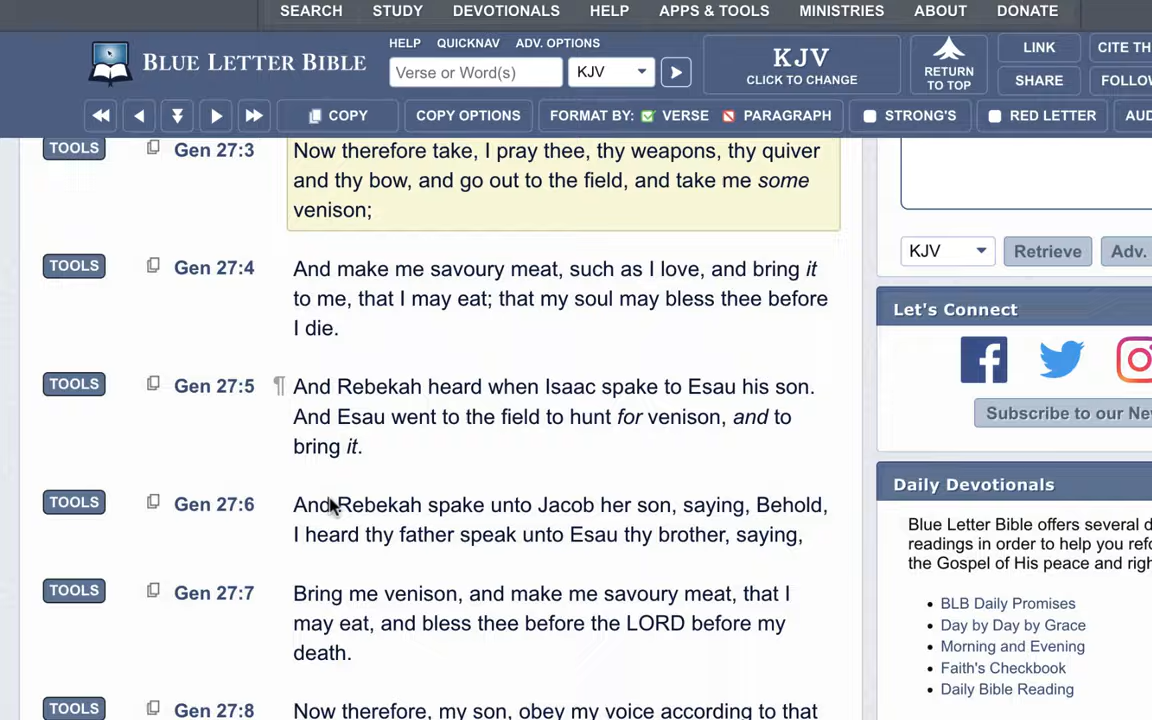 SEARCH STUDY DEVOTIONALS HELP APPS & TOOLS MINISTRIES ABOUT DONATE
BLUE LETTER BIBLE
HELP QUICKNAV ADV. OPTIONS
Verse or Word(s) KJV
KJV
CLICK TO CHANGE
RETURN
TO TOP
LINK CITE TH
SHARE FOLLOW
COPY COPY OPTIONS FORMAT BY: VERSE PARAGRAPH STRONG'S RED LETTER AUD
TOOLS Gen 27:3 Now therefore take, I pray thee, thy weapons, thy quiver
and thy bow, and go out to the field, and take me some
venison;
TOOLS Gen 27:4 And make me savoury meat, such as I love, and bring it
to me, that I may eat; that my soul may bless thee before
I die.
TOOLS Gen 27:5 ¶ And Rebekah heard when Isaac spake to Esau his son.
And Esau went to the field to hunt for venison, and to
bring it.
TOOLS Gen 27:6 And Rebekah spake unto Jacob her son, saying, Behold,
I heard thy father speak unto Esau thy brother, saying,
TOOLS Gen 27:7 Bring me venison, and make me savoury meat, that I
may eat, and bless thee before the LORD before my
death.
TOOLS Gen 27:8 Now therefore, my son, obey my voice according to that
KJV Retrieve Adv.
Let's Connect
Subscribe to our Ne
Daily Devotionals
Blue Letter Bible offers several d
readings in order to help you refo
the Gospel of His peace and righ
• BLB Daily Promises
• Day by Day by Grace
• Morning and Evening
• Faith's Checkbook
• Daily Bible Reading